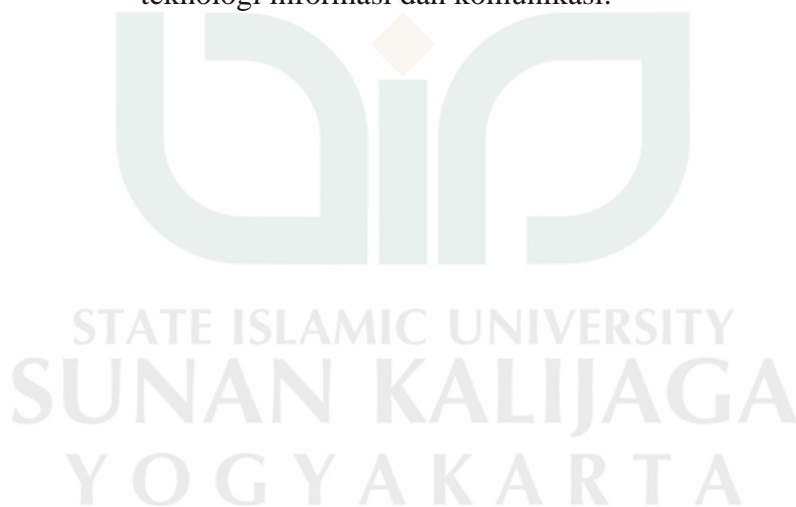 teknologi informasi dan komunikasi.
STATE ISLAMIC UNIVERSITY
SUNAN KALIJAGA
YOGYAKARTA